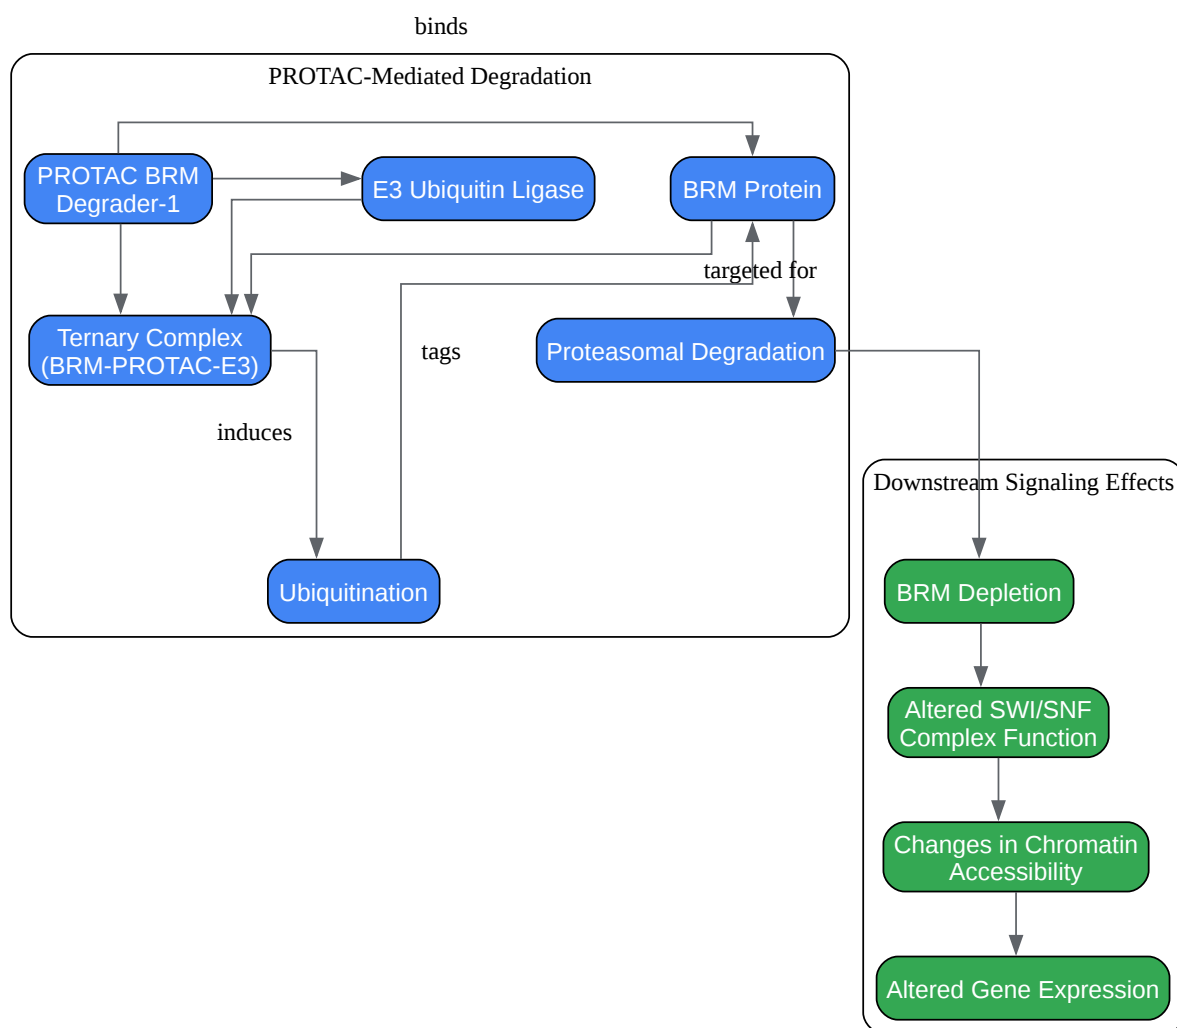 binds
PROTAC-Mediated Degradation
PROTAC BRM
Degrader-1
E3 Ubiquitin Ligase
BRM Protein
targeted for
Ternary Complex
(BRM-PROTAC-E3)
tags
Proteasomal Degradation
induces
Ubiquitination
Downstream Signaling Effects
BRM Depletion
Altered SWI/SNF
Complex Function
Changes in Chromatin
Accessibility
Altered Gene Expression